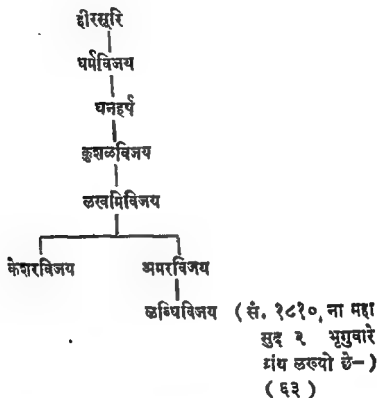 हीरसूरि
धर्मविजय
धनहर्ष
कुशळविजय
लखमिविजय
केशरविजय अमरविजय
लब्धिविजय (सं. १८१०, ना महा
सुद २ भृगुवारे
ग्रंथ लख्यो छे-)
(६३)